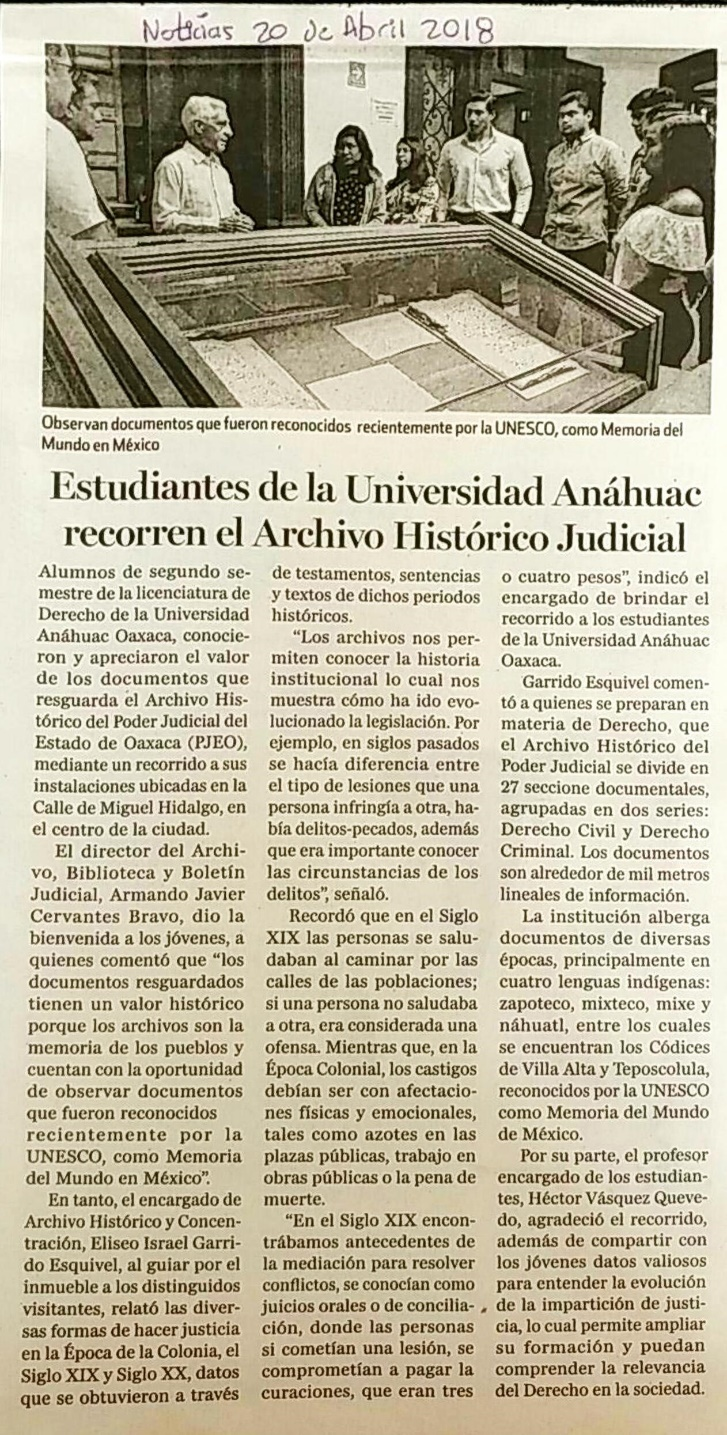 Noticias 20 de Abril 2018
Observan documentos que fueron reconocidos recientemente por la UNESCO, como Memoria del
Mundo en México
Estudiantes de la Universidad Anáhuac
recorren el Archivo Histórico Judicial
Alumnos de segundo se-
mestre de la licenciatura de
Derecho de la Universidad
Anáhuac Oaxaca, conocie-
ron y apreciaron el valor
de los documentos que
resguarda el Archivo His-
tórico del Poder Judicial del
Estado de Oaxaca (PJEO),
mediante un recorrido a sus
instalaciones ubicadas en la
Calle de Miguel Hidalgo, en
el centro de la ciudad.
El director del Archi-
vo, Biblioteca y Boletín
Judicial, Armando Javier
Cervantes Bravo, dio la
bienvenida a los jóvenes, a
quienes comentó que “los
documentos resguardados
tienen un valor histórico
porque los archivos son la
memoria de los pueblos y
cuentan con la oportunidad
de observar documentos
que fueron reconocidos
recientemente por la
UNESCO, como Memoria
del Mundo en México”.
En tanto, el encargado de
Archivo Histórico y Concen-
tración, Eliseo Israel Garri-
do Esquivel, al guiar por el
inmueble a los distinguidos
visitantes, relató las diver-
sas formas de hacer justicia
en la Época de la Colonia, el
Siglo XIX y Siglo XX, datos
que se obtuvieron a través
de testamentos, sentencias
y textos de dichos periodos
históricos.
“Los archivos nos per-
miten conocer la historia
institucional lo cual nos
muestra cómo ha ido evo-
lucionado la legislación. Por
ejemplo, en siglos pasados
se hacía diferencia entre
el tipo de lesiones que una
persona infringía a otra, ha-
bía delitos-pecados, además
que era importante conocer
las circunstancias de los
delitos”, señaló.
Recordó que en el Siglo
XIX las personas se salu-
daban al caminar por las
calles de las poblaciones;
si una persona no saludaba
a otra, era considerada una
ofensa. Mientras que, en la
Época Colonial, los castigos
debían ser con afectacio-
nes físicas y emocionales,
tales como azotes en las
plazas públicas, trabajo en
obras públicas o la pena de
muerte.
“En el Siglo XIX encon-
trábamos antecedentes de
la mediación para resolver
conflictos, se conocían como
juicios orales o de concilia-
ción, donde las personas
si cometían una lesión, se
comprometían a pagar la
curaciones, que eran tres
o cuatro pesos”, indicó el
encargado de brindar el
recorrido a los estudiantes
de la Universidad Anáhuac
Oaxaca.
Garrido Esquivel comen-
tó a quienes se preparan en
materia de Derecho, que
el Archivo Histórico del
Poder Judicial se divide en
27 seccione documentales,
agrupadas en dos series:
Derecho Civil y Derecho
Criminal. Los documentos
son alrededor de mil metros
lineales de información.
La institución alberga
documentos de diversas
épocas, principalmente en
cuatro lenguas indígenas:
zapoteco, mixteco, mixe y
náhuatl, entre los cuales
se encuentran los Códices
de Villa Alta y Teposcolula,
reconocidos por la UNESCO
como Memoria del Mundo
de México.
Por su parte, el profesor
encargado de los estudian-
tes, Héctor Vásquez Queve-
do, agradeció el recorrido,
además de compartir con
los jóvenes datos valiosos
para entender la evolución
de la impartición de justi-
cia, lo cual permite ampliar
su formación y puedan
comprender la relevancia
del Derecho en la sociedad.